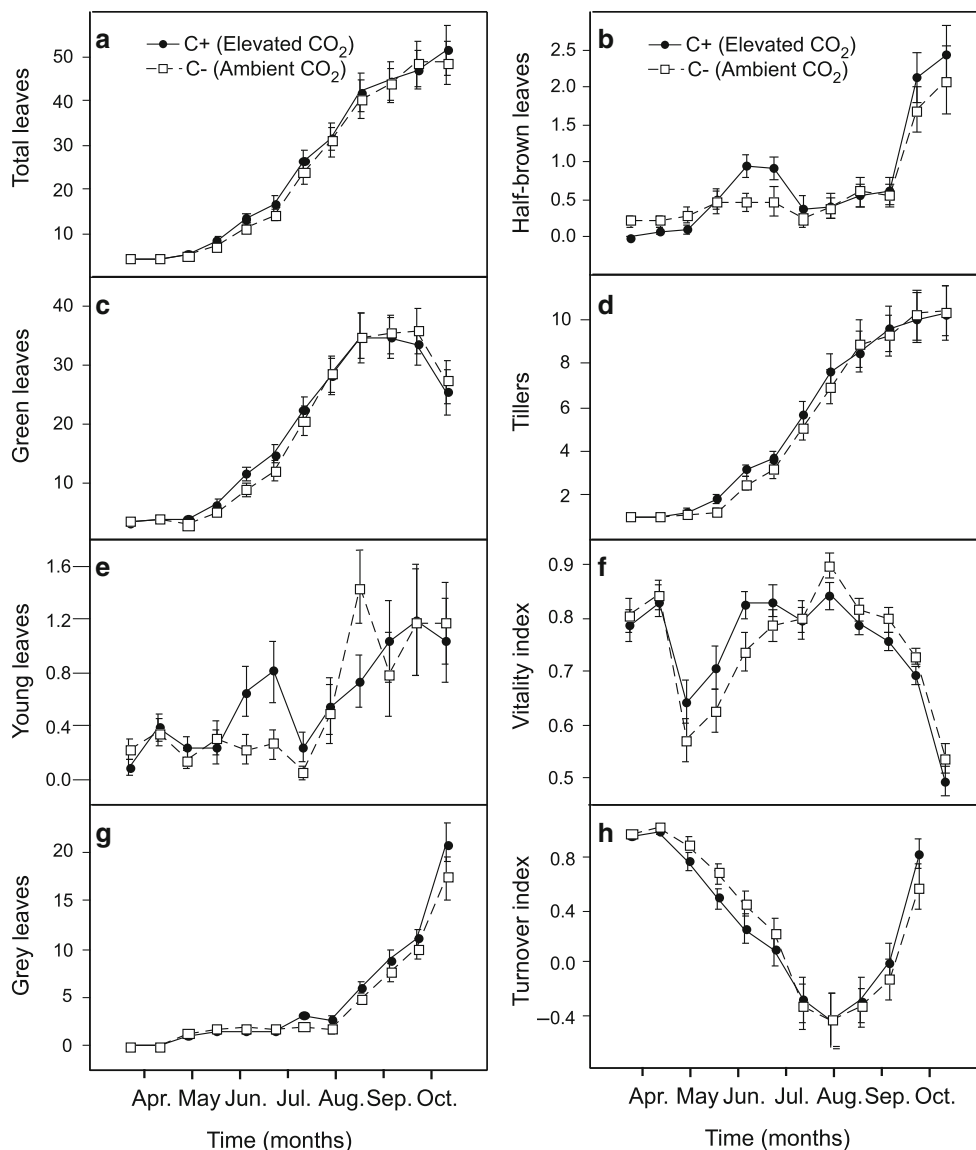 a
C+ (Elevated CO2)
C- (Ambient CO2)
Total leaves
50
40
30
20
10
b
C+ (Elevated CO2)
C- (Ambient CO2)
Half-brown leaves
2.5
2.0
1.5
1.0
0.5
0.0
c
Green leaves
40
30
20
10
d
Tillers
10
8
6
4
2
e
Young leaves
1.6
1.2
0.8
0.4
0.0
f
Vitality index
0.9
0.8
0.7
0.6
0.5
g
Grey leaves
20
15
10
5
0
h
Turnover index
0.8
0.4
0.0
–0.4
Apr. May Jun. Jul. Aug. Sep. Oct.
Time (months)
Apr. May Jun. Jul. Aug. Sep. Oct.
Time (months)